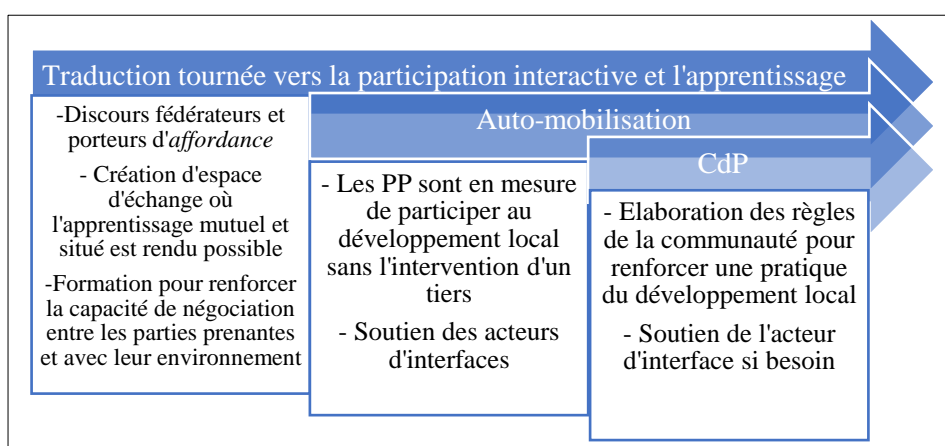 Traduction tournée vers la participation interactive et l'apprentissage
-Discours fédérateurs et
porteurs d'affordance
- Création d'espace
d'échange où
l'apprentissage mutuel et
situé est rendu possible
-Formation pour renforcer
la capacité de négociation
entre les parties prenantes
et avec leur environnement
Auto-mobilisation
- Les PP sont en mesure
de participer au
développement local
sans l'intervention d'un
tiers
- Soutien des acteurs
d'interfaces
CdP
- Elaboration des règles
de la communauté pour
renforcer une pratique
du développement local
- Soutien de l'acteur
d'interface si besoin